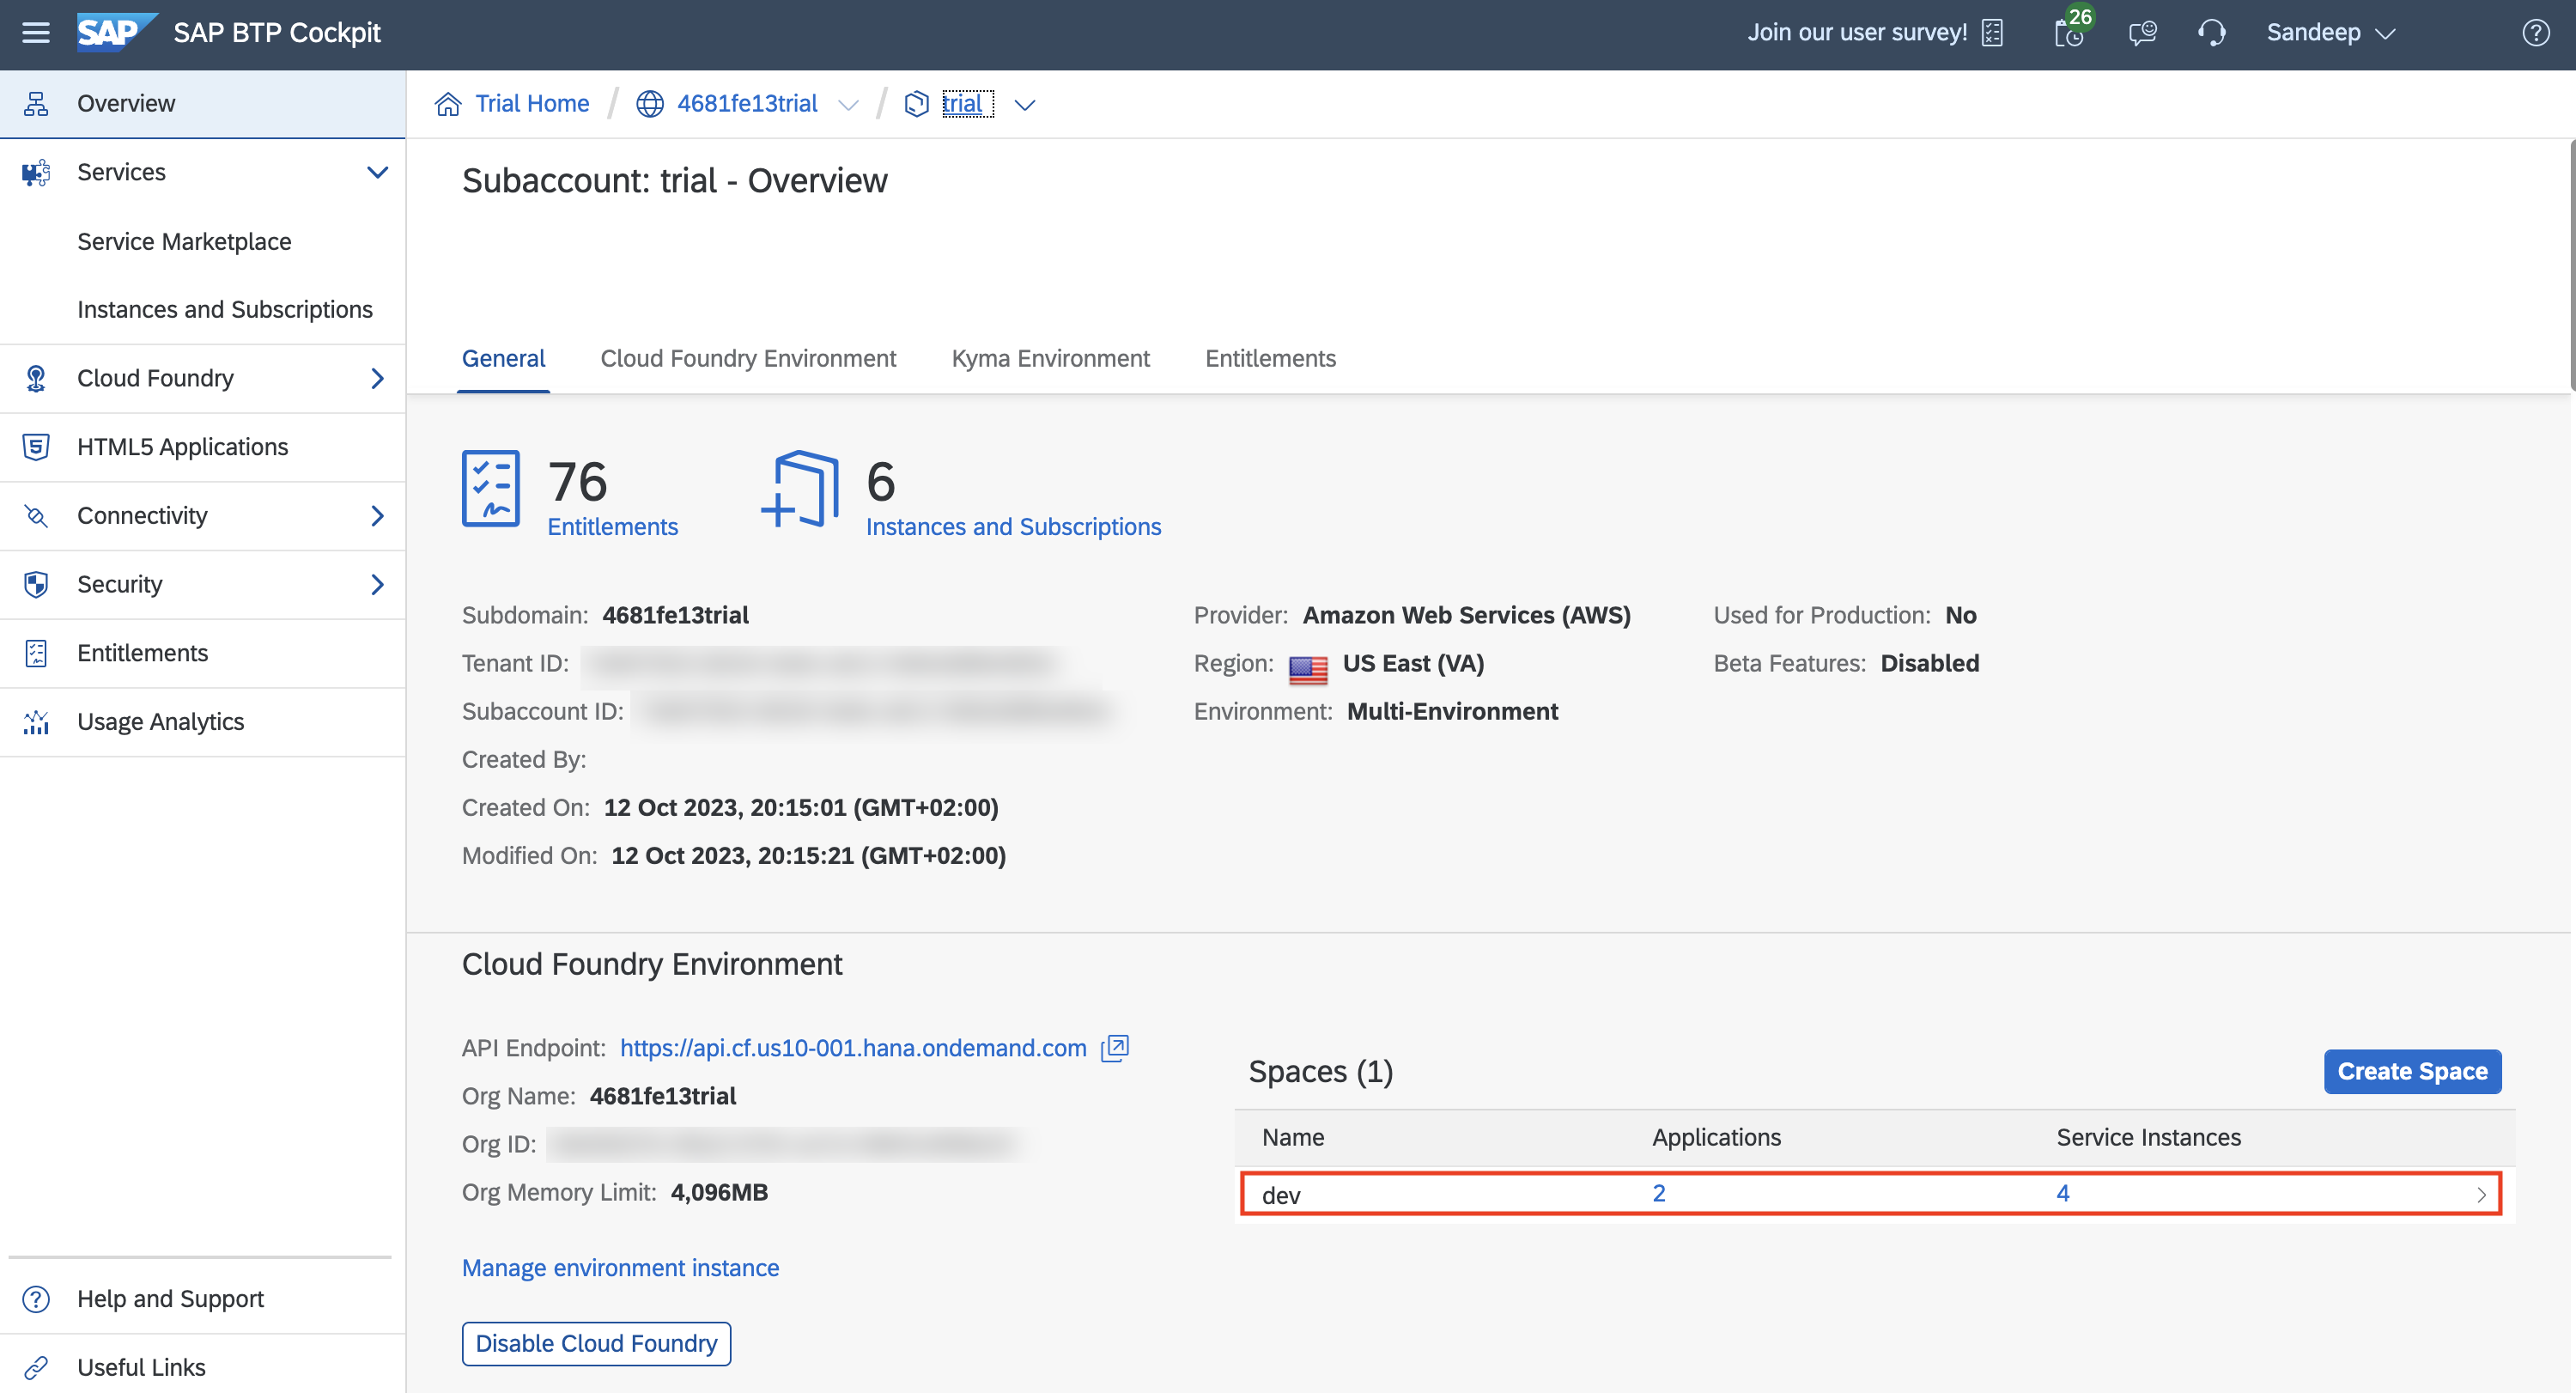 SAP SAP BTP Cockpit
Join our user survey!
26
Sandeep
Overview
Services
Service Marketplace
Instances and Subscriptions
Cloud Foundry
HTML5 Applications
Connectivity
Security
Entitlements
Usage Analytics
Help and Support
Useful Links
Trial Home / 4681fe13trial / trial
Subaccount: trial - Overview
General Cloud Foundry Environment Kyma Environment Entitlements
76
Entitlements
6
Instances and Subscriptions
Subdomain: 4681fe13trial
Tenant ID:
Subaccount ID:
Created By:
Created On: 12 Oct 2023, 20:15:01 (GMT+02:00)
Modified On: 12 Oct 2023, 20:15:21 (GMT+02:00)
Provider: Amazon Web Services (AWS)
Region: US East (VA)
Environment: Multi-Environment
Used for Production: No
Beta Features: Disabled
Cloud Foundry Environment
API Endpoint: https://api.cf.us10-001.hana.ondemand.com
Org Name: 4681fe13trial
Org ID:
Org Memory Limit: 4,096MB
Manage environment instance
Disable Cloud Foundry
Spaces (1)
Create Space
Name Applications Service Instances
dev 2 4